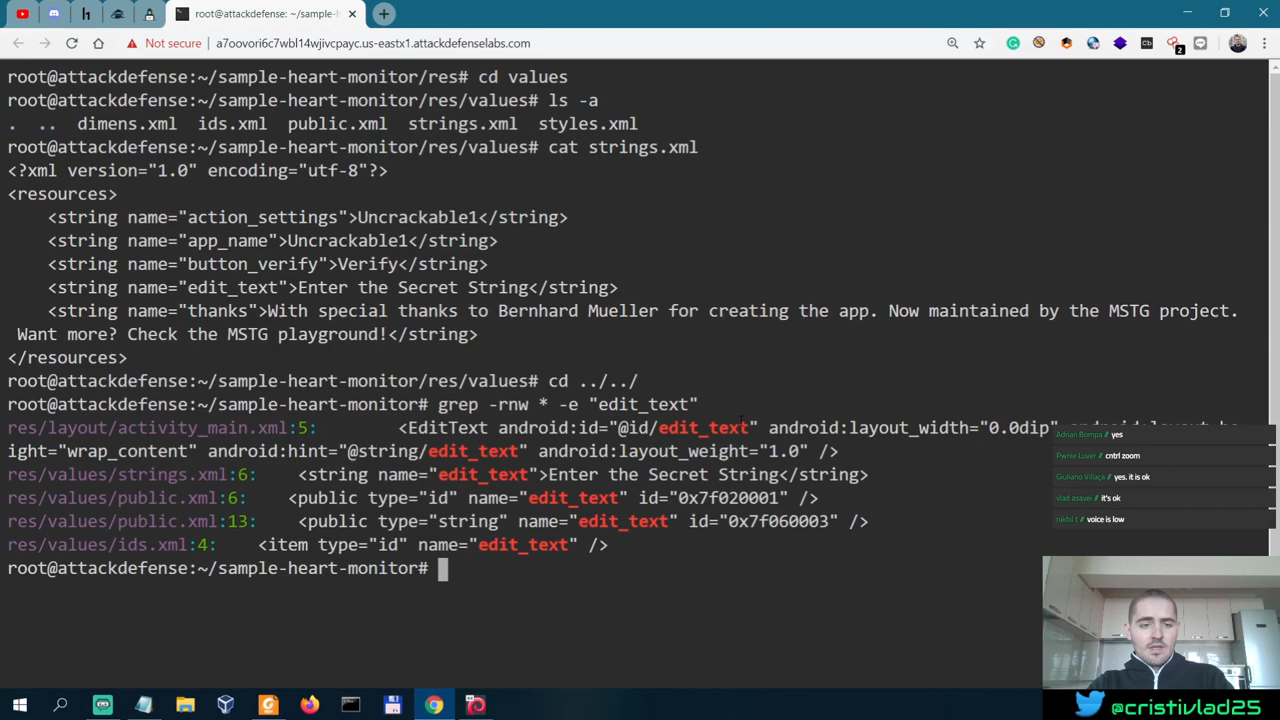 root@attackdefense: ~/sample-h
Not secure
a7oovori6c7wbl14wjivcpayc.us-eastx1.attackdefenselabs.com
root@attackdefense:~/sample-heart-monitor/res# cd values
root@attackdefense:~/sample-heart-monitor/res/values# ls -a
. .. dimens.xml ids.xml public.xml strings.xml styles.xml
root@attackdefense:~/sample-heart-monitor/res/values# cat strings.xml
<?xml version="1.0" encoding="utf-8"?>
<resources>
<string name="action_settings">Uncrackable1</string>
<string name="app_name">Uncrackable1</string>
<string name="button_verify">Verify</string>
<string name="edit_text">Enter the Secret String</string>
<string name="thanks">With special thanks to Bernhard Mueller for creating the app. Now maintained by the MSTG project.
Want more? Check the MSTG playground!</string>
</resources>
root@attackdefense:~/sample-heart-monitor/res/values# cd ../../
root@attackdefense:~/sample-heart-monitor# grep -rnw * -e "edit_text"
res/layout/activity_main.xml:5: <EditText android:id="@id/edit_text" android:layout_width="0.0dip"
ight="wrap_content" android:hint="@string/edit_text" android:layout_weight="1.0" />
res/values/strings.xml:6: <string name="edit_text">Enter the Secret String</string>
res/values/public.xml:6: <public type="id" name="edit_text" id="0x7f020001" />
res/values/public.xml:13: <public type="string" name="edit_text" id="0x7f060003" />
res/values/ids.xml:4: <item type="id" name="edit_text" />
root@attackdefense:~/sample-heart-monitor#
Adrian Bompa // yes
Pwnie Luver // cntrl zoom
Giuliano Villaça // yes. it is ok
vlad asavei // it's ok
nikhil t // voice is low
@cristivlad25